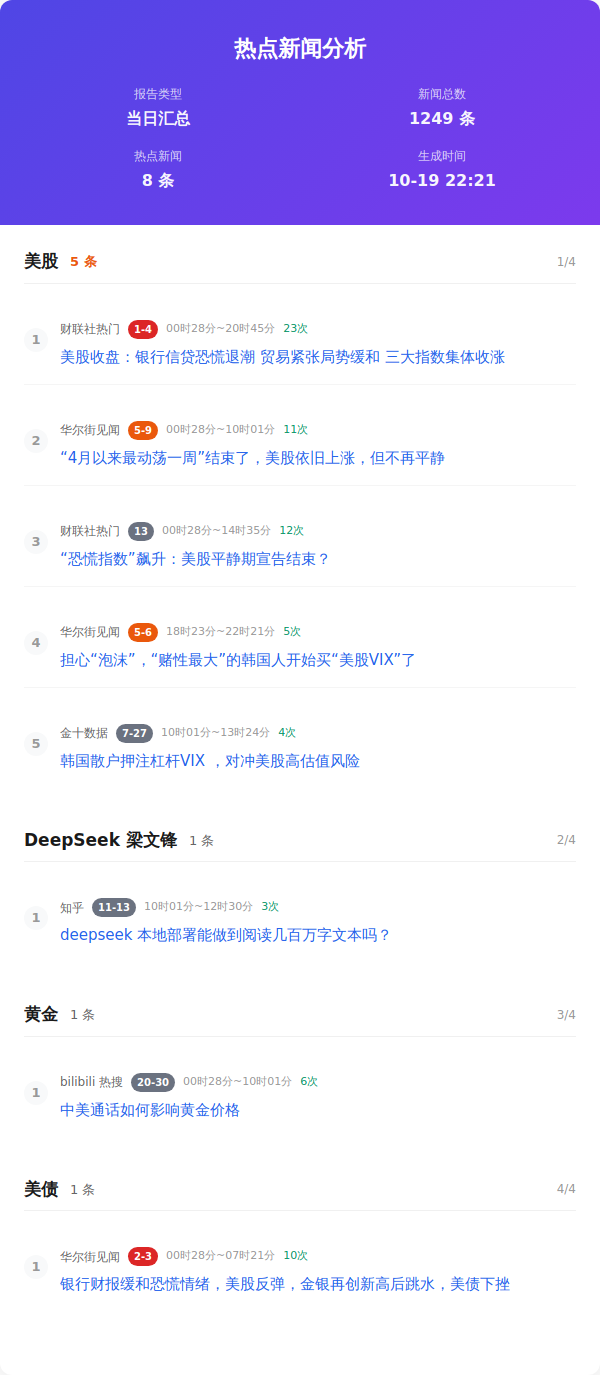 热点新闻分析
报告类型 新闻总数
当日汇总 1249 条
热点新闻 生成时间
8 条 10-19 22:21
美股 5 条 1/4
1
财联社热门 1-4 00时28分~20时45分 23次
美股收盘：银行信贷恐慌退潮 贸易紧张局势缓和 三大指数集体收涨
2
华尔街见闻 5-9 00时28分~10时01分 11次
“4月以来最动荡一周”结束了，美股依旧上涨，但不再平静
3
财联社热门 13 00时28分~14时35分 12次
“恐慌指数”飙升：美股平静期宣告结束？
4
华尔街见闻 5-6 18时23分~22时21分 5次
担心“泡沫”，“赌性最大”的韩国人开始买“美股VIX”了
5
金十数据 7-27 10时01分~13时24分 4次
韩国散户押注杠杆VIX ，对冲美股高估值风险
DeepSeek 梁文锋 1 条 2/4
1
知乎 11-13 10时01分~12时30分 3次
deepseek 本地部署能做到阅读几百万字文本吗？
黄金 1 条 3/4
1
bilibili 热搜 20-30 00时28分~10时01分 6次
中美通话如何影响黄金价格
美债 1 条 4/4
1
华尔街见闻 2-3 00时28分~07时21分 10次
银行财报缓和恐慌情绪，美股反弹，金银再创新高后跳水，美债下挫